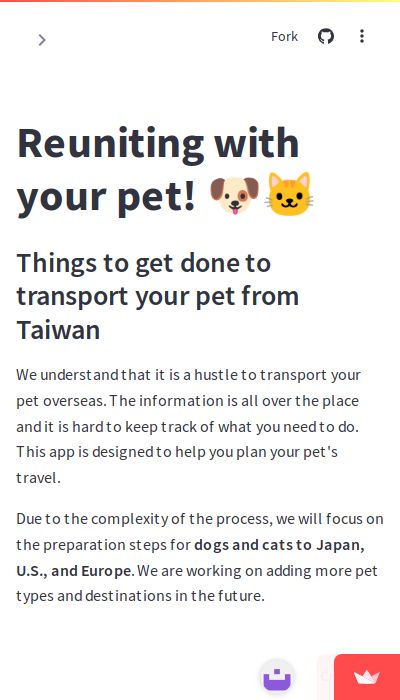 Fork
Reuniting with
your pet! 🐶🐱
Things to get done to
transport your pet from
Taiwan
We understand that it is a hustle to transport your
pet overseas. The information is all over the place
and it is hard to keep track of what you need to do.
This app is designed to help you plan your pet's
travel.
Due to the complexity of the process, we will focus on
the preparation steps for dogs and cats to Japan,
U.S., and Europe. We are working on adding more pet
types and destinations in the future.